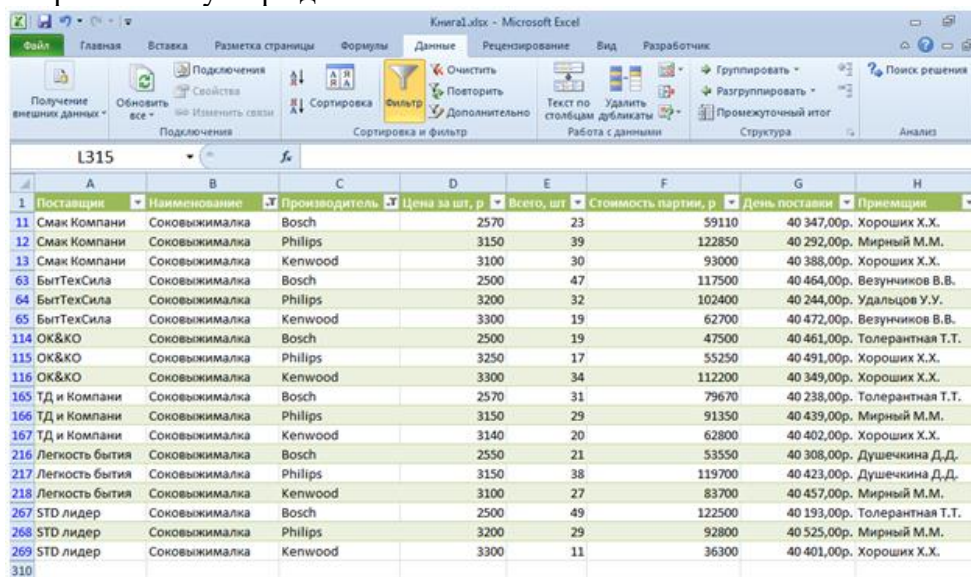 Книга1.xlsx - Microsoft Excel
Файл Главная Вставка Разметка страницы Формулы Данные Рецензирование Вид Разработчик
Получение внешних данных
Обновить все
Подключения
Свойства
Изменить связи
Подключения
Сортировка
Фильтр
Очистить
Повторить
Дополнительно
Сортировка и фильтр
Текст по столбцам
Удалить дубликаты
Работа с данными
Группировать
Разгруппировать
Промежуточный итог
Структура
Поиск решения
Анализ
L315 fx
A B C D E F G H
1 Поставщик Наименование Производитель Цена за шт, р Всего, шт Стоимость партии, р День поставки Приемщик
11 Смак Компани Соковыжималка Bosch 2570 23 59110 40 347,00р. Хороших Х.Х.
12 Смак Компани Соковыжималка Philips 3150 39 122850 40 292,00р. Мирный М.М.
13 Смак Компани Соковыжималка Kenwood 3100 30 93000 40 388,00р. Хороших Х.Х.
63 БытТехСила Соковыжималка Bosch 2500 47 117500 40 464,00р. Везунчиков В.В.
64 БытТехСила Соковыжималка Philips 3200 32 102400 40 244,00р. Удальцов У.У.
65 БытТехСила Соковыжималка Kenwood 3300 19 62700 40 472,00р. Везунчиков В.В.
114 OK&KO Соковыжималка Bosch 2500 19 47500 40 461,00р. Толерантная Т.Т.
115 OK&KO Соковыжималка Philips 3250 17 55250 40 491,00р. Хороших Х.Х.
116 OK&KO Соковыжималка Kenwood 3300 34 112200 40 349,00р. Хороших Х.Х.
165 ТД и Компани Соковыжималка Bosch 2570 31 79670 40 238,00р. Толерантная Т.Т.
166 ТД и Компани Соковыжималка Philips 3150 29 91350 40 439,00р. Мирный М.М.
167 ТД и Компани Соковыжималка Kenwood 3140 20 62800 40 402,00р. Хороших Х.Х.
216 Легкость бытия Соковыжималка Bosch 2550 21 53550 40 308,00р. Душечкина Д.Д.
217 Легкость бытия Соковыжималка Philips 3150 38 119700 40 423,00р. Душечкина Д.Д.
218 Легкость бытия Соковыжималка Kenwood 3100 27 83700 40 457,00р. Мирный М.М.
267 STD лидер Соковыжималка Bosch 2500 49 122500 40 193,00р. Толерантная Т.Т.
268 STD лидер Соковыжималка Philips 3200 29 92800 40 525,00р. Мирный М.М.
269 STD лидер Соковыжималка Kenwood 3300 11 36300 40 401,00р. Хороших Х.Х.
310